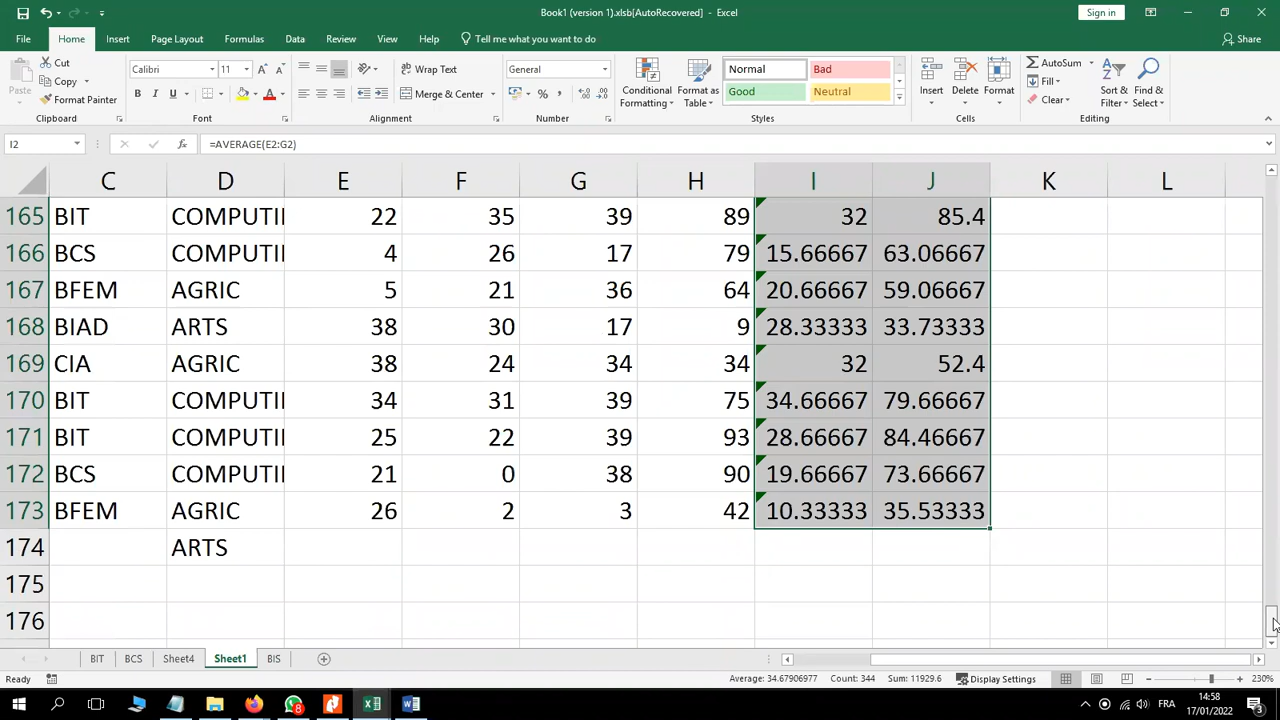 Book1 (version 1).xlsb[AutoRecovered] - Excel
Sign in
File Home Insert Page Layout Formulas Data Review View Help Tell me what you want to do Share
Paste
Cut
Copy
Format Painter
Clipboard
Calibri 11
B I U
Font
Wrap Text
Merge & Center
Alignment
General
Number
Conditional Formatting
Format as Table
Normal Bad
Good Neutral
Styles
Insert Delete Format
Cells
AutoSum
Fill
Clear
Sort & Filter
Find & Select
Editing
I2 fx =AVERAGE(E2:G2)
C D E F G H I J K L
165 BIT COMPUTI 22 35 39 89 32 85.4
166 BCS COMPUTI 4 26 17 79 15.66667 63.06667
167 BFEM AGRIC 5 21 36 64 20.66667 59.06667
168 BIAD ARTS 38 30 17 9 28.33333 33.73333
169 CIA AGRIC 38 24 34 34 32 52.4
170 BIT COMPUTI 34 31 39 75 34.66667 79.66667
171 BIT COMPUTI 25 22 39 93 28.66667 84.46667
172 BCS COMPUTI 21 0 38 90 19.66667 73.66667
173 BFEM AGRIC 26 2 3 42 10.33333 35.53333
174 ARTS
175
176
BIT BCS Sheet4 Sheet1 BIS
Ready Average: 34.67906977 Count: 344 Sum: 11929.6 Display Settings 230%
8 FRA 14:58
17/01/2022 3